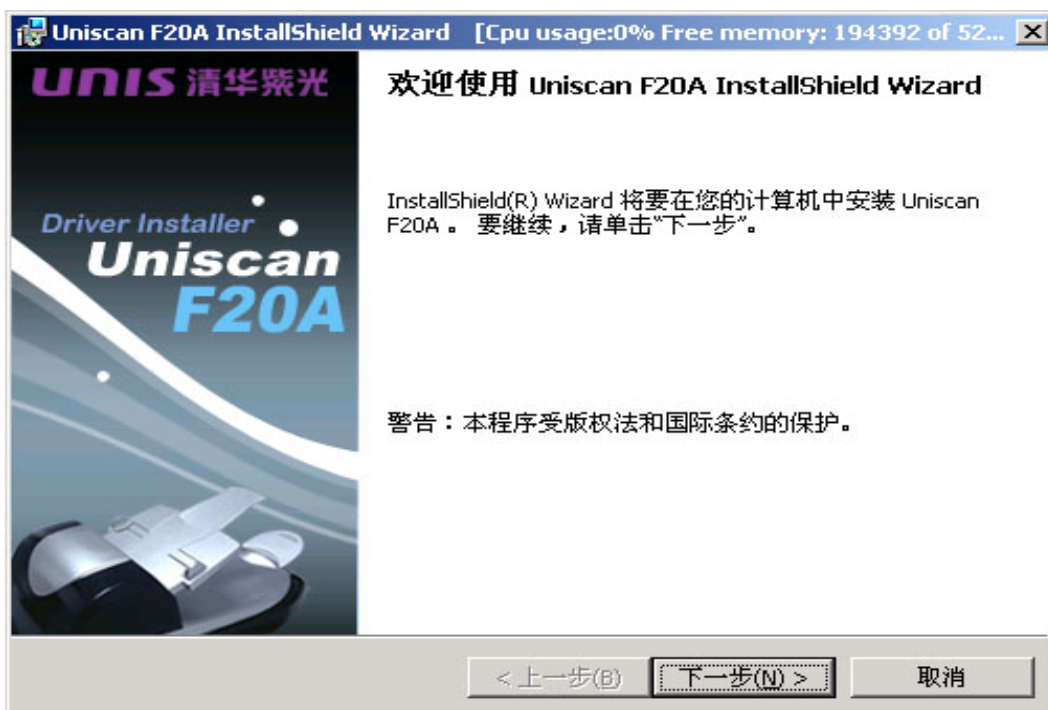 Uniscan F20A InstallShield Wizard [Cpu usage:0% Free memory: 194392 of 52...
UNIS 清华紫光
欢迎使用 Uniscan F20A InstallShield Wizard
InstallShield(R) Wizard 将要在您的计算机中安装 Uniscan
F20A 。 要继续，请单击“下一步”。
Driver Installer
Uniscan
F20A
警告：本程序受版权法和国际条约的保护。
< 上一步(B)
下一步(N) >
取消